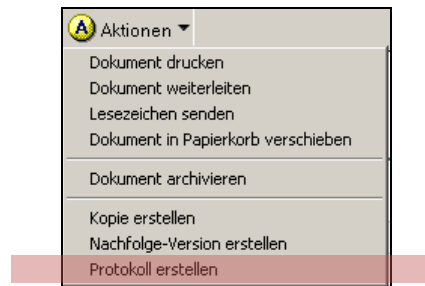 A Aktionen
Dokument drucken
Dokument weiterleiten
Lesezeichen senden
Dokument in Papierkorb verschieben
Dokument archivieren
Kopie erstellen
Nachfolge-Version erstellen
Protokoll erstellen